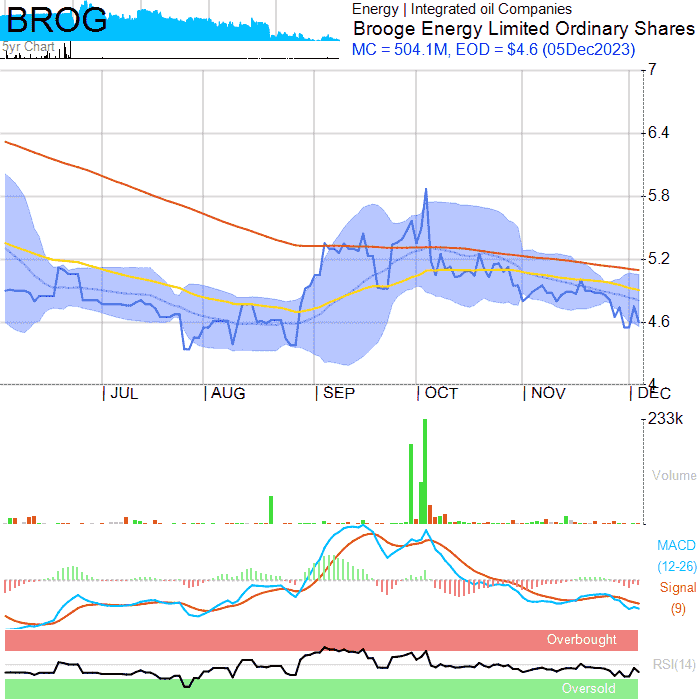 BROG
5yr Chart
Energy | Integrated oil Companies
Brooge Energy Limited Ordinary Shares
MC = 504.1M, EOD = $4.6 (05Dec2023)
7
6.4
5.8
5.2
4.6
4
| JUL | AUG | SEP | OCT | NOV | DEC
233k
Volume
MACD
(12-26)
Signal
(9)
Overbought
RSI(14)
Oversold